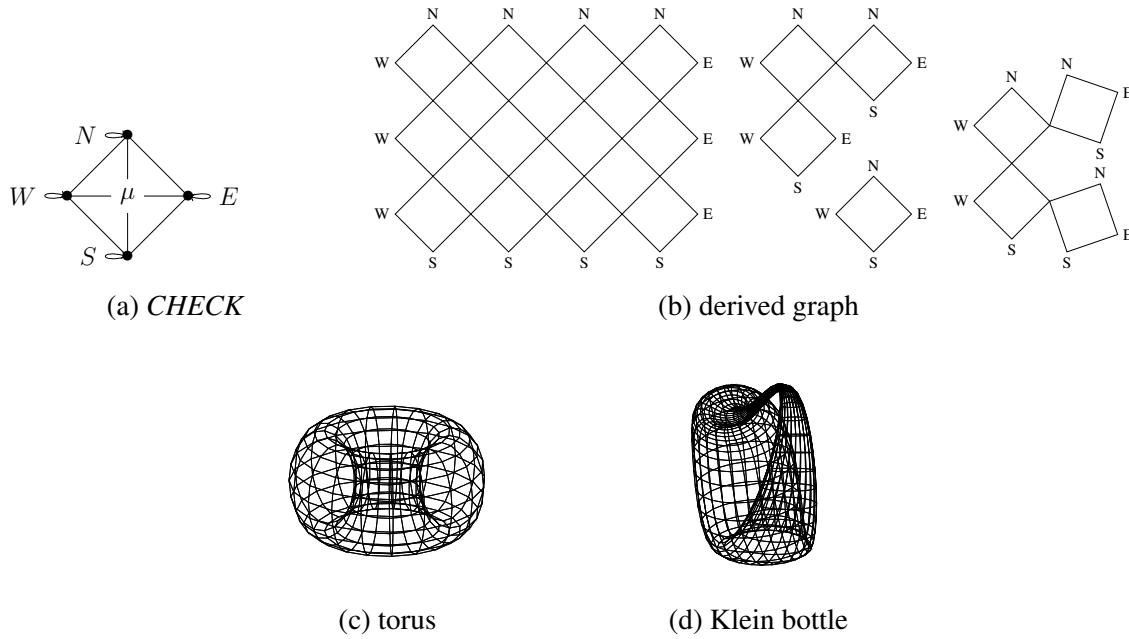 N
W μ E
S
(a) CHECK
N N N N N N
W E W E
N N
S E
W E W E W
S
N S
S N
W E W
W E W E
S S S S S S S
(b) derived graph
(c) torus
(d) Klein bottle